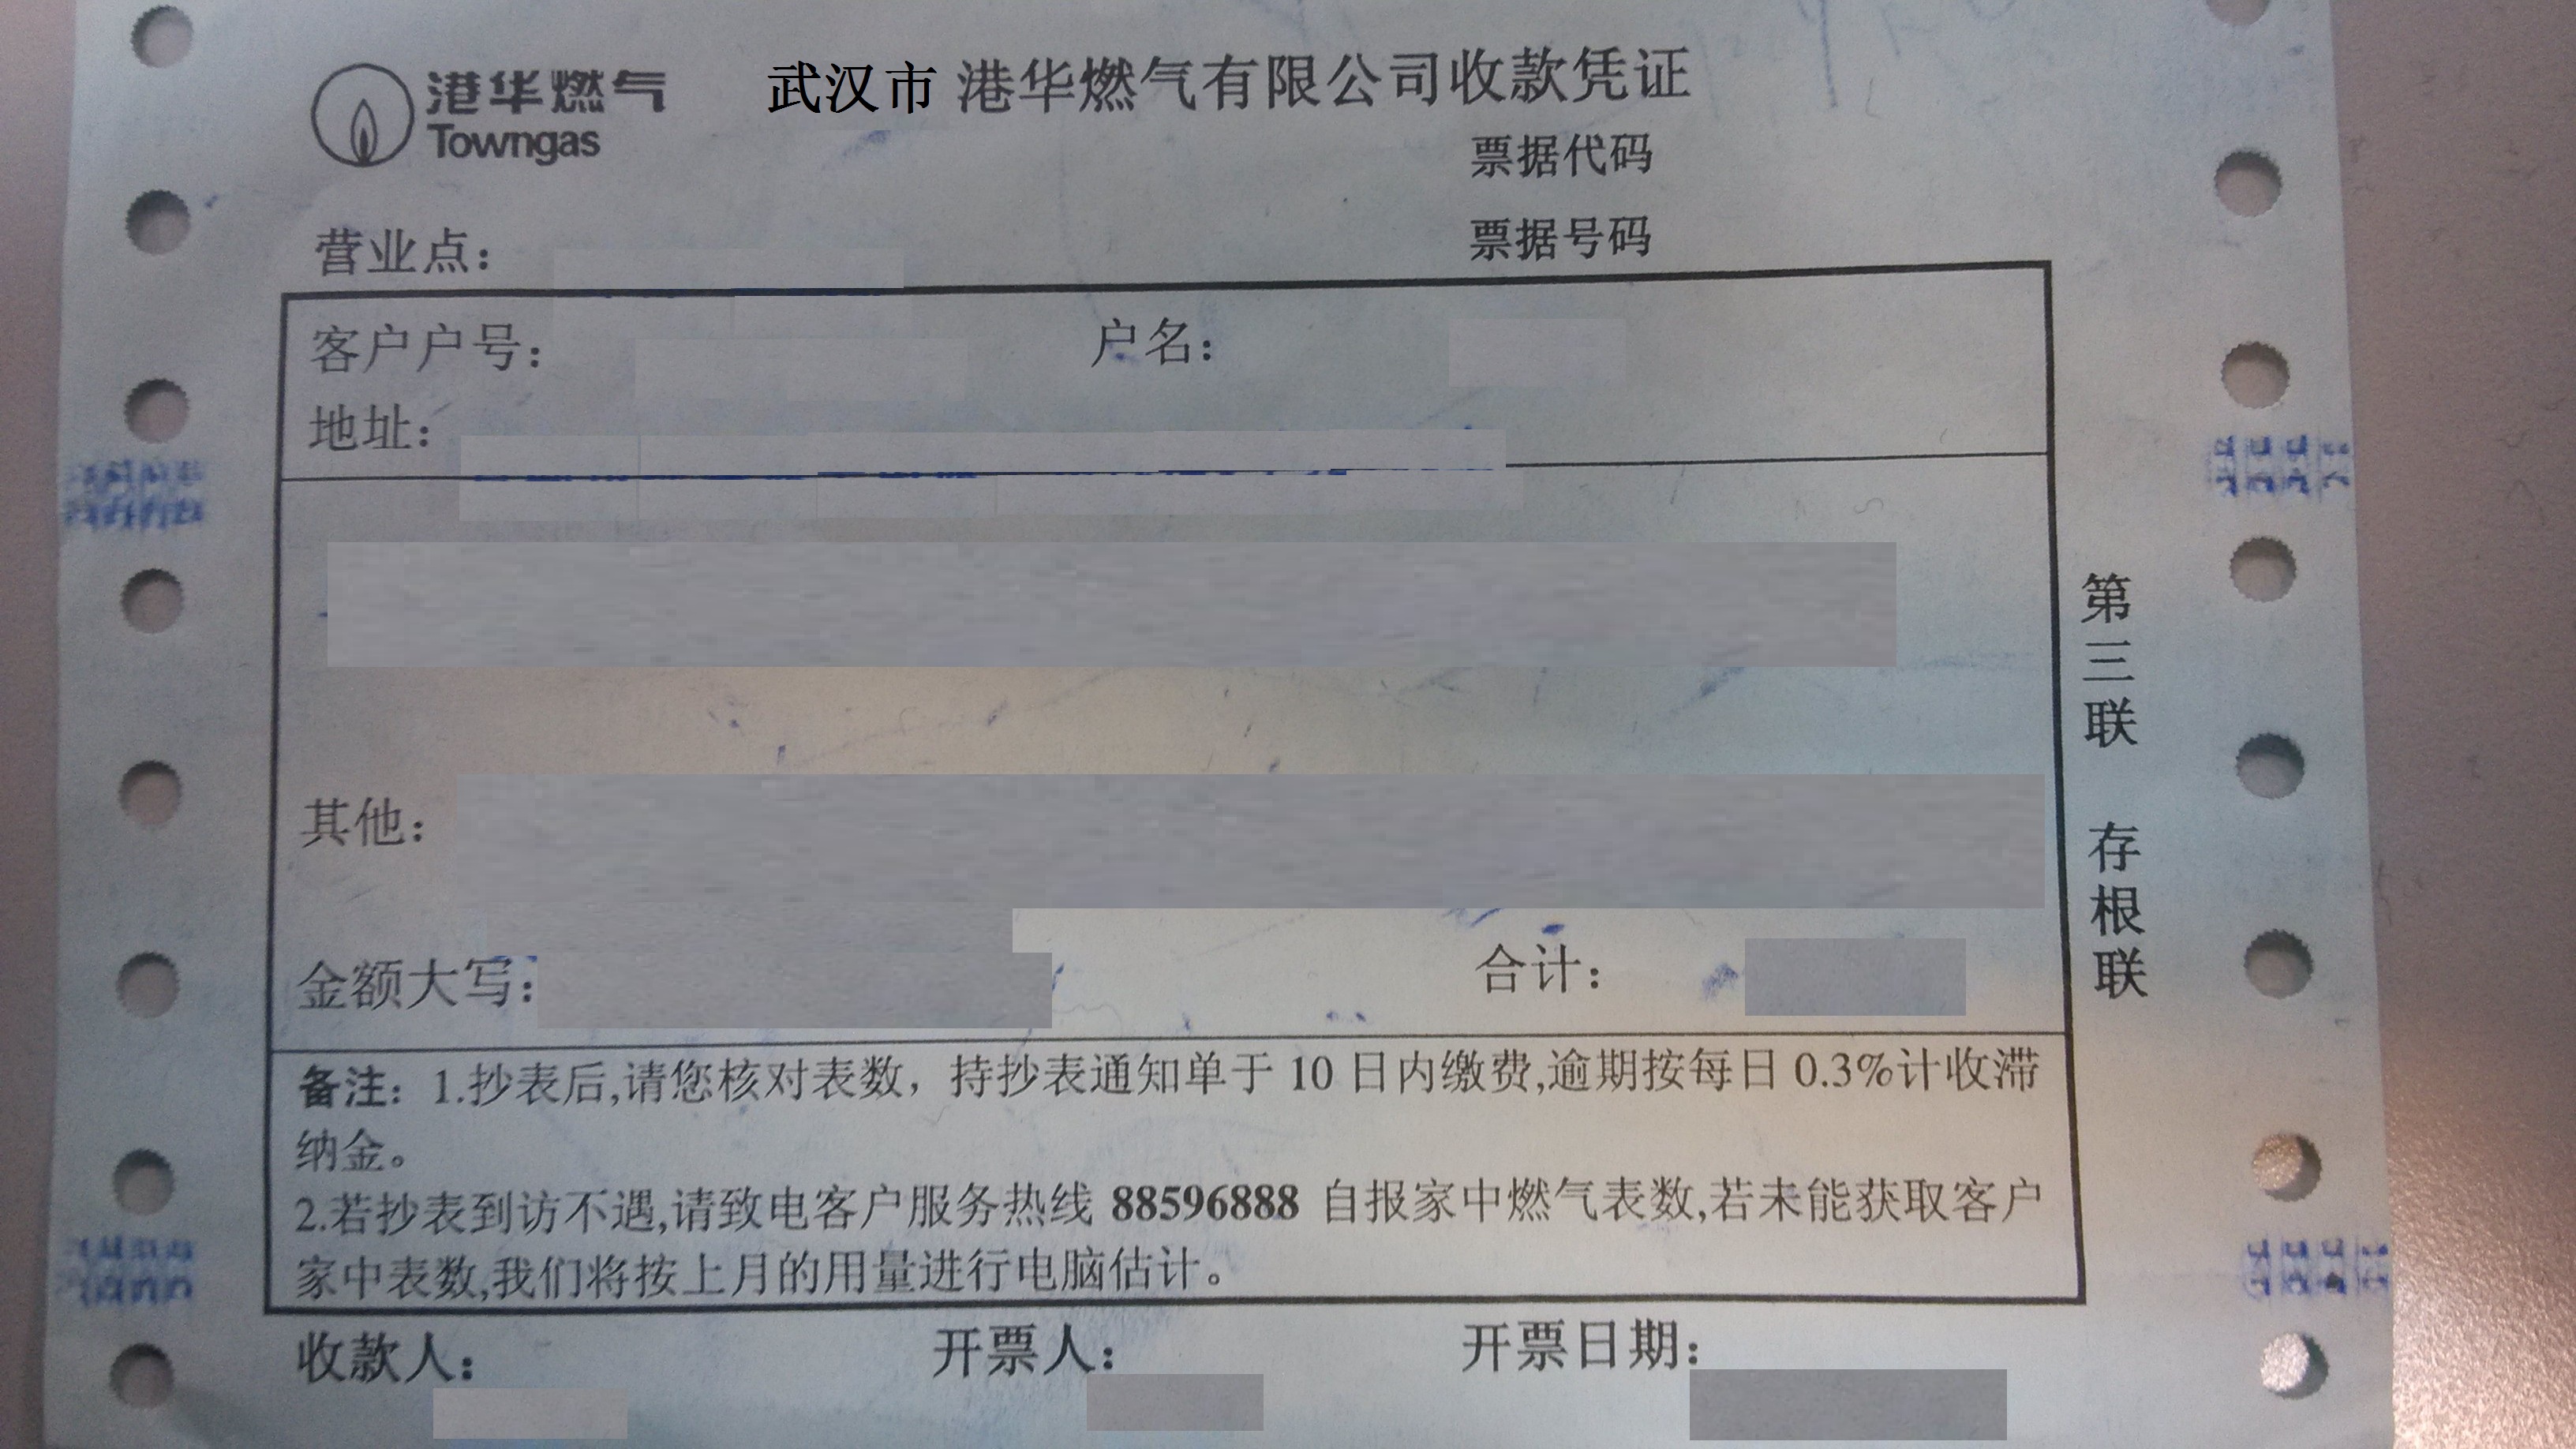 港华燃气
Towngas
武汉市 港华燃气有限公司收款凭证
票据代码
票据号码
营业点：
客户户号： 户名：
地址：
其他：
金额大写： 合计：
备注：1.抄表后,请您核对表数，持抄表通知单于 10 日内缴费,逾期按每日 0.3%计收滞
纳金。
2.若抄表到访不遇,请致电客户服务热线 88596888 自报家中燃气表数,若未能获取客户
家中表数,我们将按上月的用量进行电脑估计。
收款人： 开票人： 开票日期：
第三联 存根联